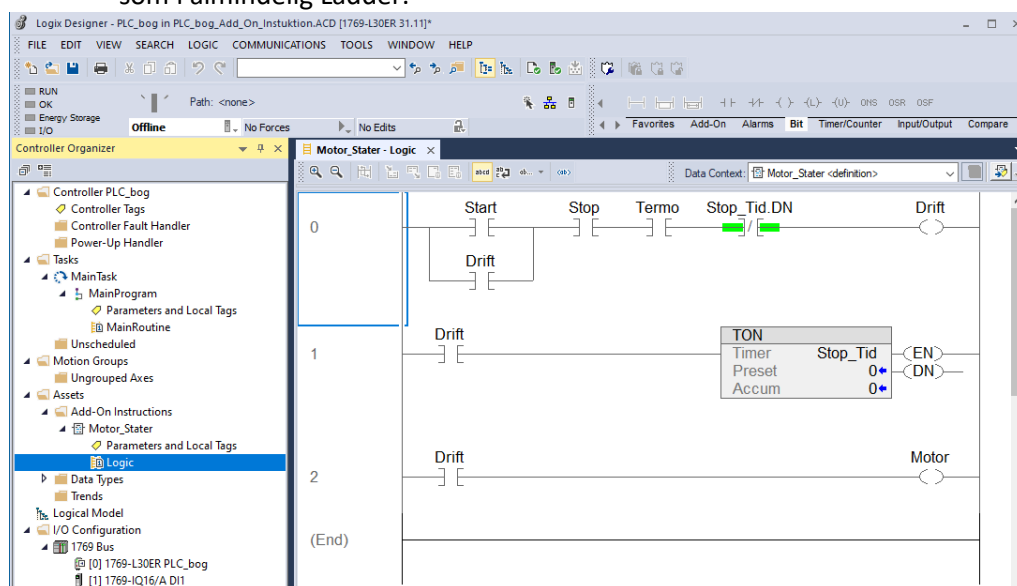 som i almindelig Ladder.
Logix Designer - PLC_bog in PLC_bog_Add_On_Instuktion.ACD [1769-L30ER 31.11]*
FILE EDIT VIEW SEARCH LOGIC COMMUNICATIONS TOOLS WINDOW HELP
RUN
OK
Energy Storage
I/O
Path: <none>
Offline
No Forces
No Edits
ONS OSR OSF
Favorites Add-On Alarms Bit Timer/Counter Input/Output Compare
Controller Organizer
Motor_Stater - Logic
Data Context: Motor_Stater <definition>
Controller PLC_bog
Controller Tags
Controller Fault Handler
Power-Up Handler
Tasks
MainTask
MainProgram
Parameters and Local Tags
MainRoutine
Unscheduled
Motion Groups
Ungrouped Axes
Assets
Add-On Instructions
Motor_Stater
Parameters and Local Tags
Logic
Data Types
Trends
Logical Model
I/O Configuration
1769 Bus
[0] 1769-L30ER PLC_bog
[1] 1769-IQ16/A DI1
0
Start Stop Termo Stop_Tid.DN Drift
Drift
1
Drift
TON
Timer Stop_Tid
Preset 0
Accum 0
EN
DN
2
Drift Motor
(End)